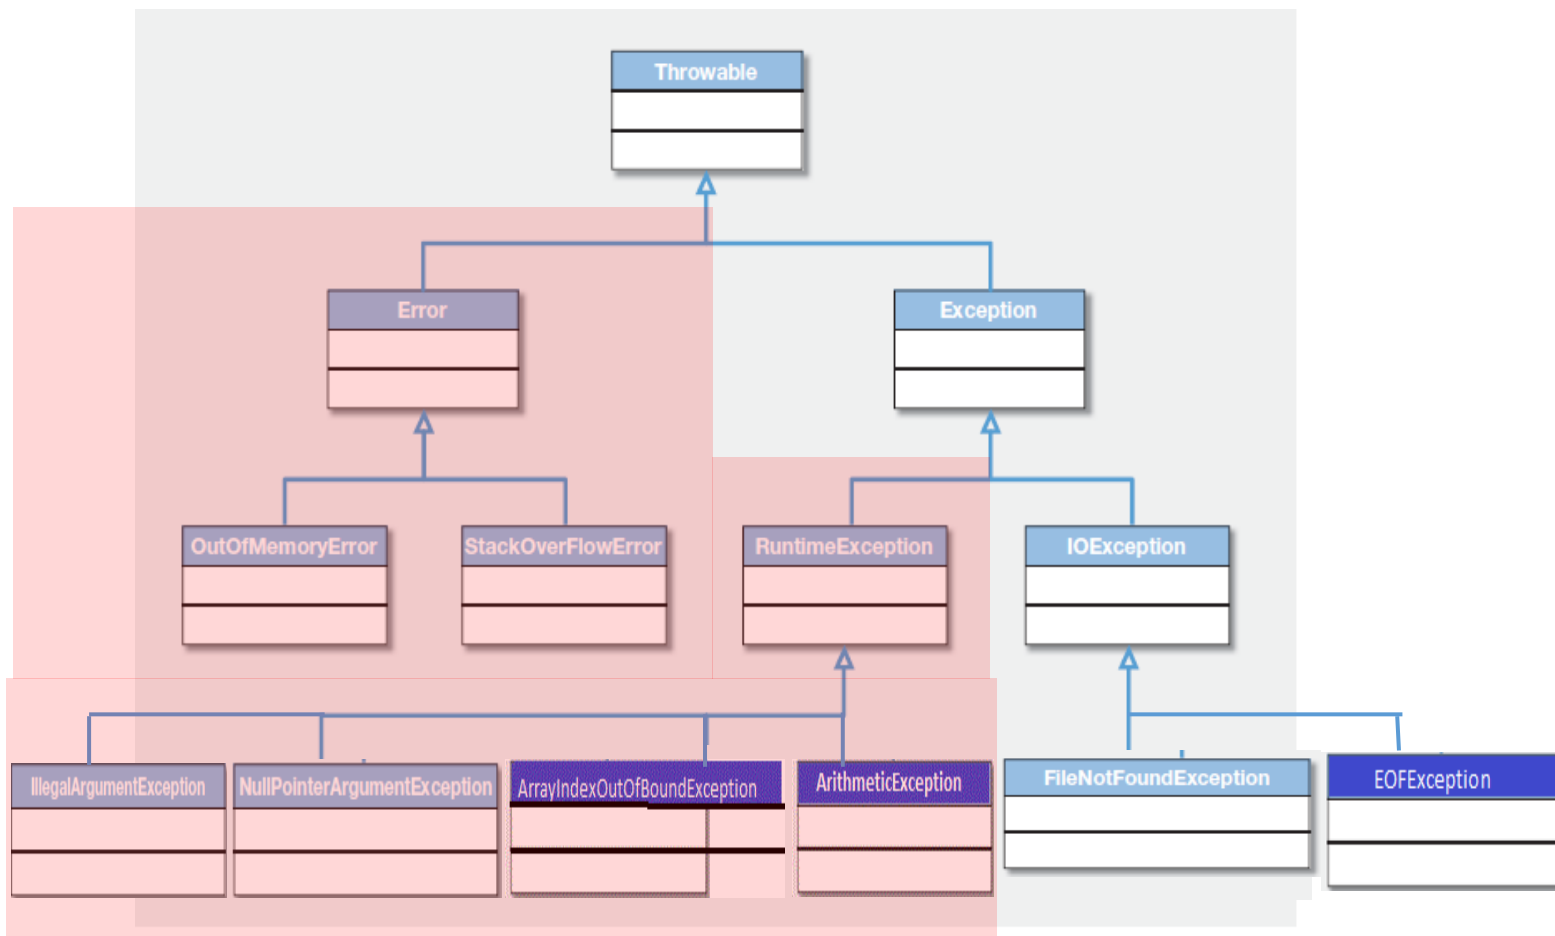 Throwable
Error
Exception
OutOfMemoryError
StackOverFlowError
RuntimeException
IOException
IllegalArgumentException
NullPointerArgumentException
ArrayIndexOutOfBoundException
ArithmeticException
FileNotFoundException
EOFException